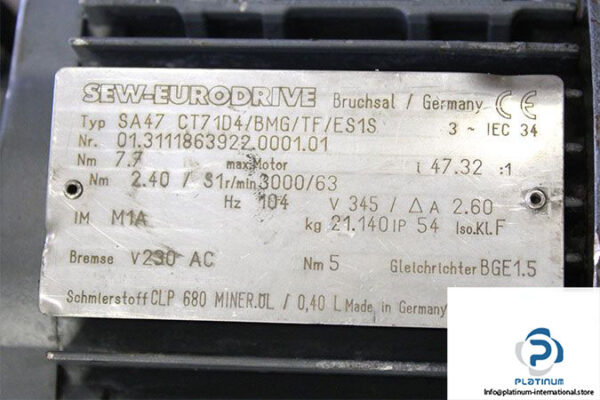 SEW-EURODRIVE Bruchsal / Germany CE
Typ SA47 CT71D4/BMG/TF/ES1S 3 ~ IEC 34
Nr. 01.3111863922.0001.01
Nm 7.7 max.Motor i 47.32 :1
Nm 2.40 / S1 r/min 3000/63
Hz 104 V 345 / Δ A 2.60
IM M1A kg 21.140 IP 54 Iso.Kl. F
Bremse V 230 AC Nm 5 Gleichrichter BGE1.5
Schmierstoff CLP 680 MINER.ÖL / 0,40 L Made in Germany
PLATINUM
Info@platinum-international.store